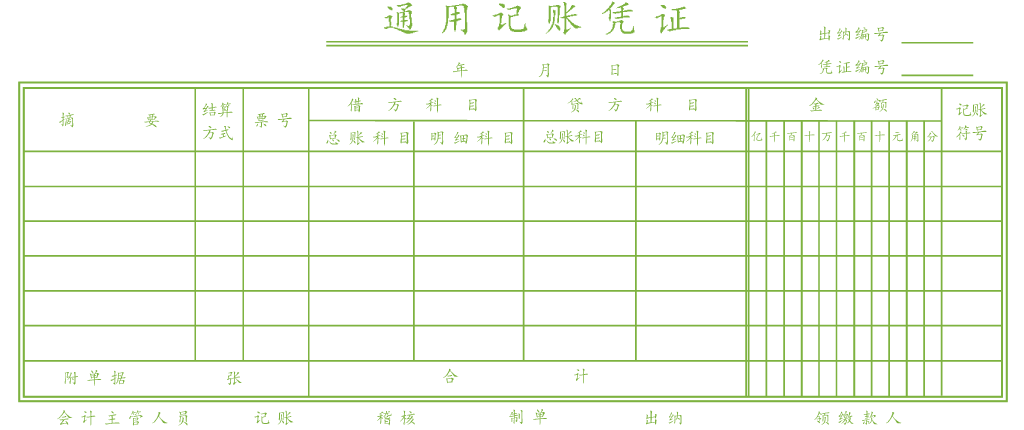 通用记账凭证
出纳编号
年 月 日
凭证编号
摘 要 结算方式 票号 借方科目 贷方科目 金额 记账符号
总账科目 明细科目 总账科目 明细科目 亿 千 百 十 万 千 百 十 元 角 分
附单据 张 合 计
会计主管人员 记账 稽核 制单 出纳 领缴款人